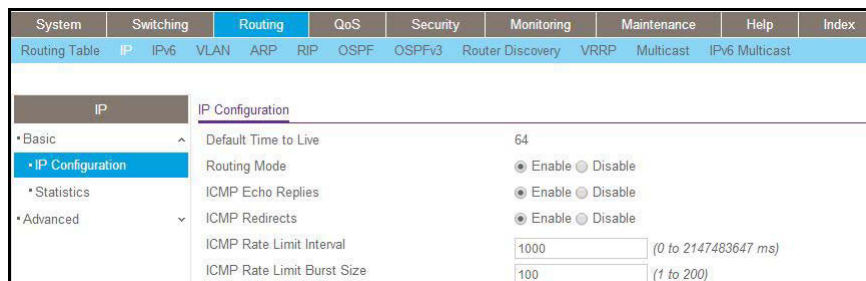 System Switching Routing QoS Security Monitoring Maintenance Help Index
Routing Table IP IPv6 VLAN ARP RIP OSPF OSPFv3 Router Discovery VRRP Multicast IPv6 Multicast
IP
Basic
IP Configuration
Statistics
Advanced
IP Configuration
Default Time to Live 64
Routing Mode Enable Disable
ICMP Echo Replies Enable Disable
ICMP Redirects Enable Disable
ICMP Rate Limit Interval 1000 (0 to 2147483647 ms)
ICMP Rate Limit Burst Size 100 (1 to 200)